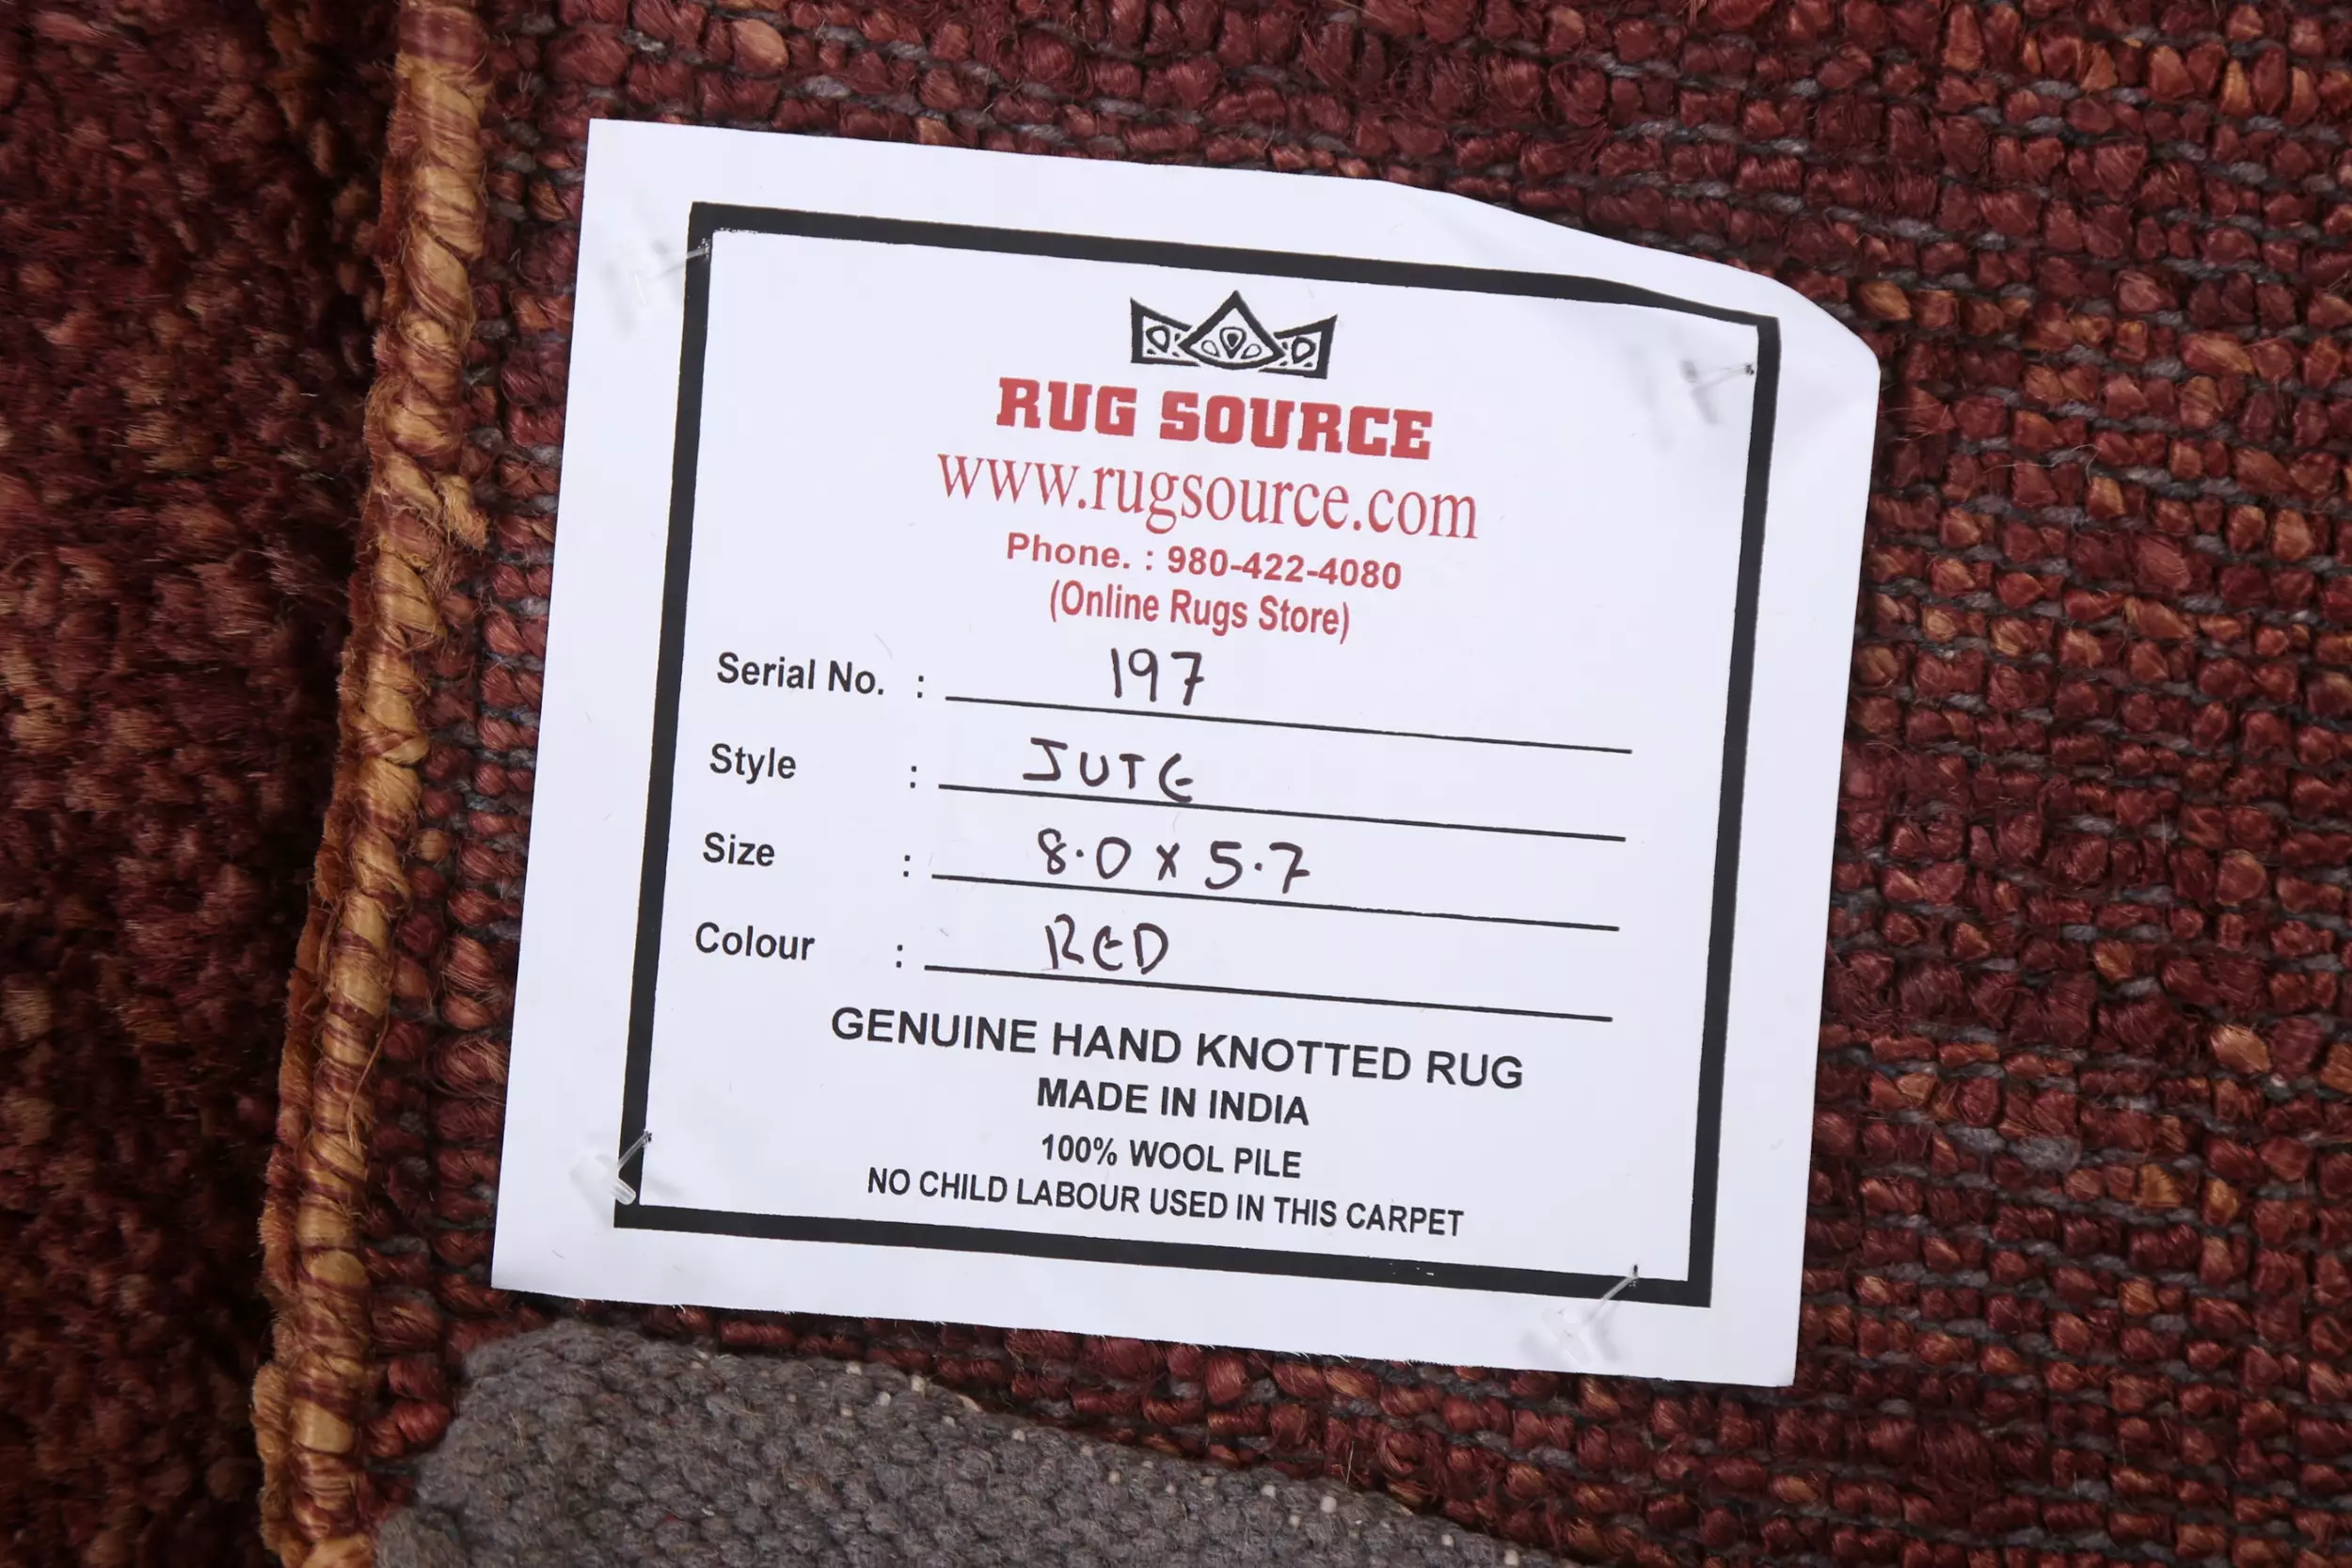 RUG SOURCE
www.rugsource.com
Phone. : 980-422-4080
(Online Rugs Store)
Serial No. : 197
Style : JUTE
Size : 8.0 x 5.7
Colour : RED
GENUINE HAND KNOTTED RUG
MADE IN INDIA
100% WOOL PILE
NO CHILD LABOUR USED IN THIS CARPET